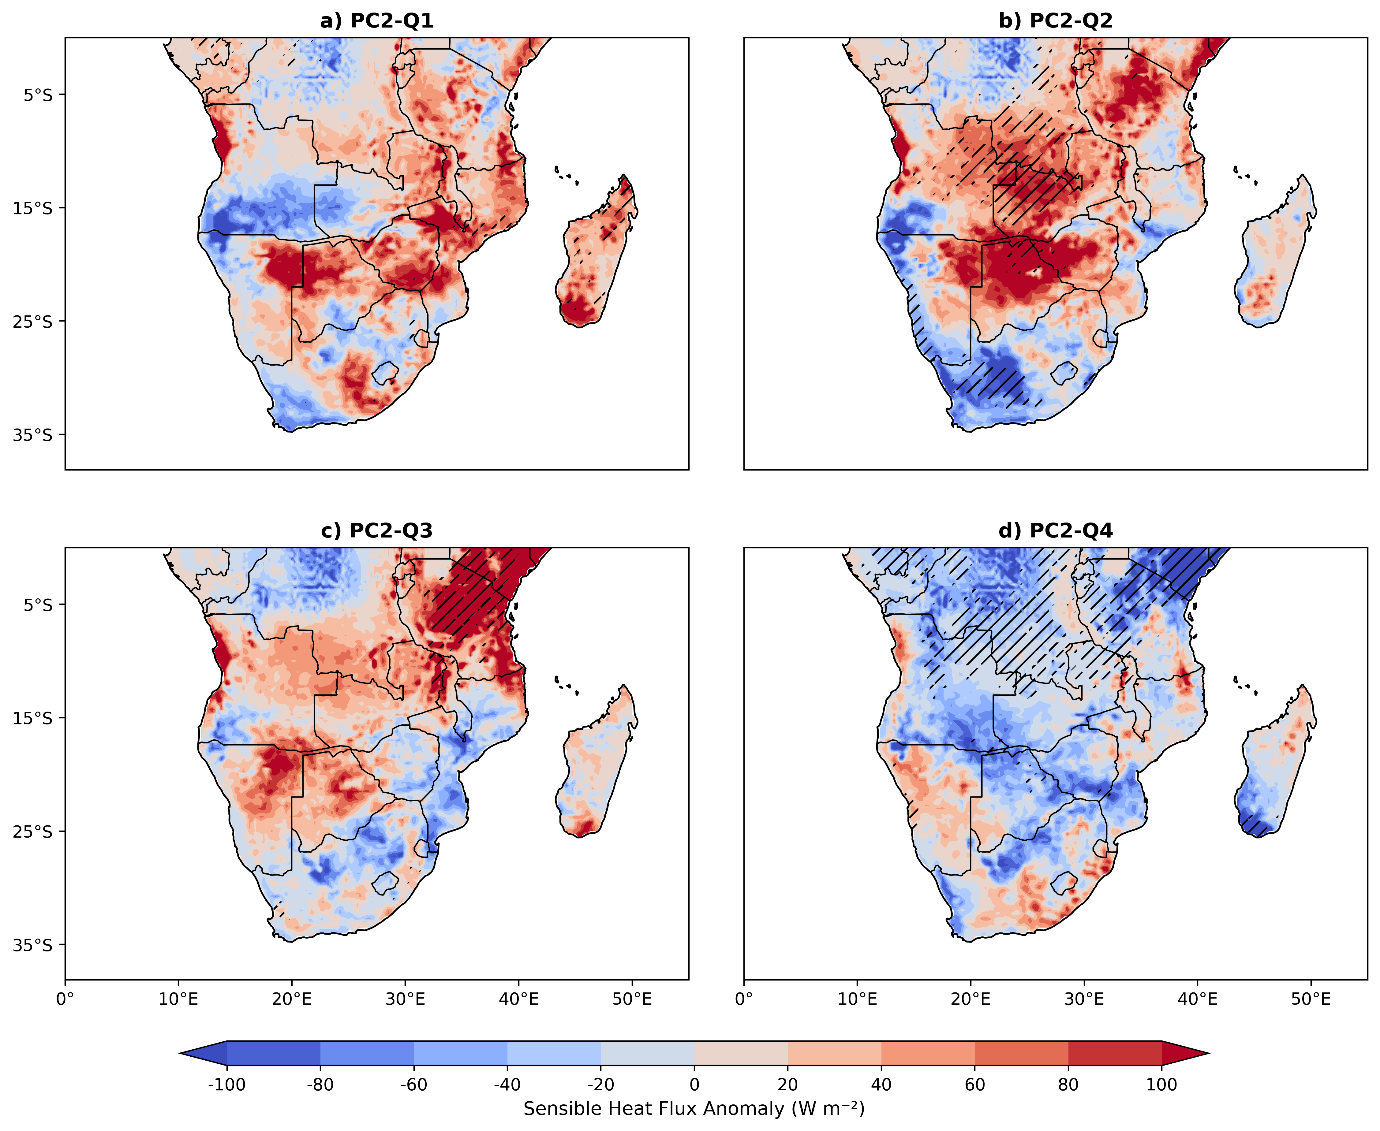 a) PC2-Q1
b) PC2-Q2
5°S
15°S
25°S
35°S
c) PC2-Q3
d) PC2-Q4
5°S
15°S
25°S
35°S
0° 10°E 20°E 30°E 40°E 50°E
0° 10°E 20°E 30°E 40°E 50°E
-100 -80 -60 -40 -20 0 20 40 60 80 100
Sensible Heat Flux Anomaly (W m⁻²)